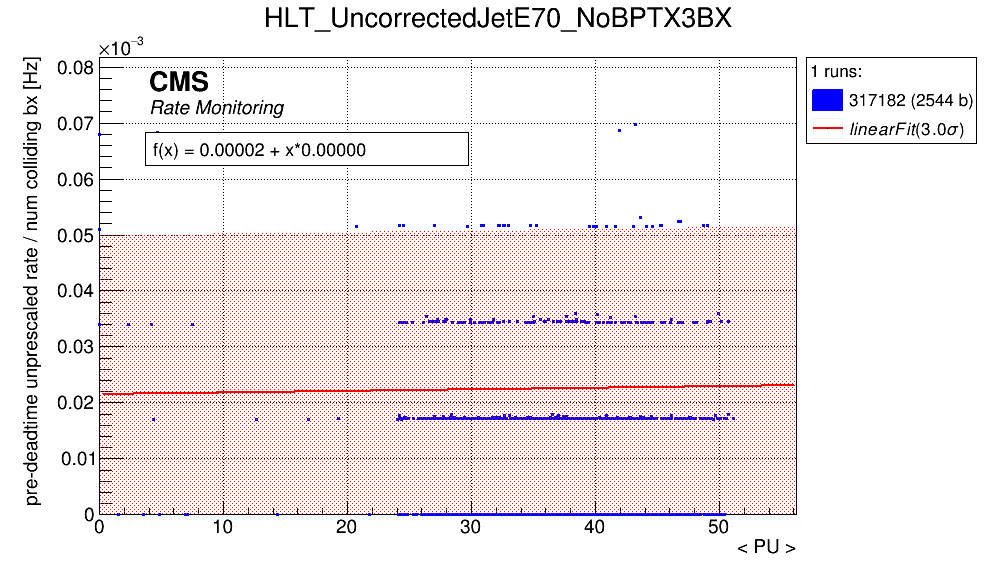 HLT_UncorrectedJetE70_NoBPTX3BX
×10⁻³
CMS
Rate Monitoring
f(x) = 0.00002 + x*0.00000
1 runs:
317182 (2544 b)
linearFit(3.0σ)
pre-deadtime unprescaled rate / num colliding bx [Hz]
0.08
0.07
0.06
0.05
0.04
0.03
0.02
0.01
0
0 10 20 30 40 50
< PU >